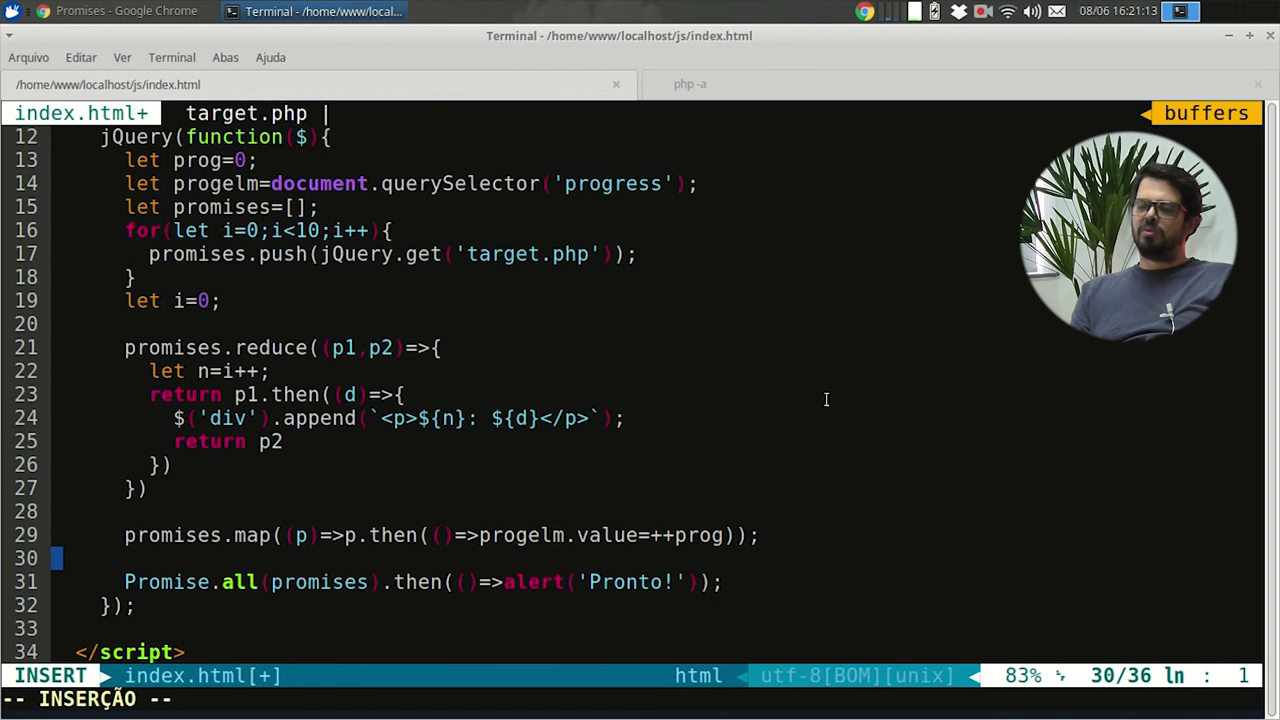 Promises - Google Chrome
Terminal - /home/www/local...
08/06 16:21:13
Terminal - /home/www/localhost/js/index.html
Arquivo Editar Ver Terminal Abas Ajuda
/home/www/localhost/js/index.html
php -a
index.html+ target.php |
buffers
12 jQuery(function($){
13 let prog=0;
14 let progelm=document.querySelector('progress');
15 let promises=[];
16 for(let i=0;i<10;i++){
17 promises.push(jQuery.get('target.php'));
18 }
19 let i=0;
20
21 promises.reduce((p1,p2)=>{
22 let n=i++;
23 return p1.then((d)=>{
24 $('div').append(`<p>${n}: ${d}</p>`);
25 return p2
26 })
27 })
28
29 promises.map((p)=>p.then(()=>progelm.value=++prog));
30
31 Promise.all(promises).then(()=>alert('Pronto!'));
32 });
33
34 </script>
INSERT index.html[+] html utf-8[BOM][unix] 83% 30/36 ln : 1
-- INSERÇÃO --